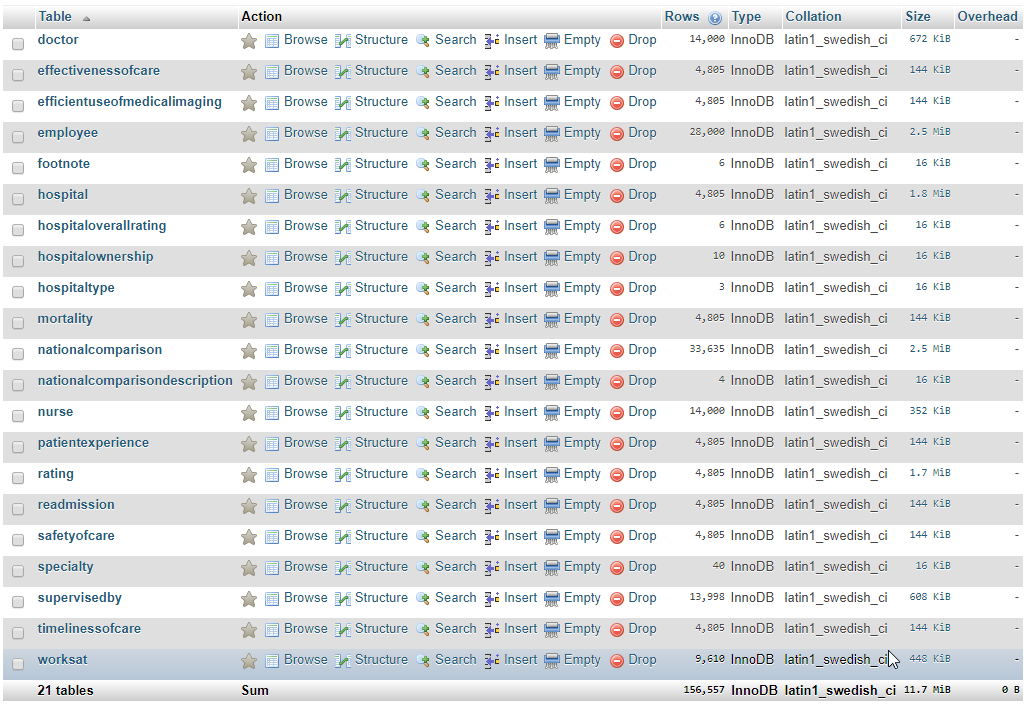 Table Action Rows Type Collation Size Overhead
doctor Browse Structure Search Insert Empty Drop 14,000 InnoDB latin1_swedish_ci 672 KiB -
effectivenessofcare Browse Structure Search Insert Empty Drop 4,805 InnoDB latin1_swedish_ci 144 KiB -
efficientuseofmedicalimaging Browse Structure Search Insert Empty Drop 4,805 InnoDB latin1_swedish_ci 144 KiB -
employee Browse Structure Search Insert Empty Drop 28,000 InnoDB latin1_swedish_ci 2.5 MiB -
footnote Browse Structure Search Insert Empty Drop 6 InnoDB latin1_swedish_ci 16 KiB -
hospital Browse Structure Search Insert Empty Drop 4,805 InnoDB latin1_swedish_ci 1.8 MiB -
hospitaloverallrating Browse Structure Search Insert Empty Drop 6 InnoDB latin1_swedish_ci 16 KiB -
hospitalownership Browse Structure Search Insert Empty Drop 10 InnoDB latin1_swedish_ci 16 KiB -
hospitaltype Browse Structure Search Insert Empty Drop 3 InnoDB latin1_swedish_ci 16 KiB -
mortality Browse Structure Search Insert Empty Drop 4,805 InnoDB latin1_swedish_ci 144 KiB -
nationalcomparison Browse Structure Search Insert Empty Drop 33,635 InnoDB latin1_swedish_ci 2.5 MiB -
nationalcomparisondescription Browse Structure Search Insert Empty Drop 4 InnoDB latin1_swedish_ci 16 KiB -
nurse Browse Structure Search Insert Empty Drop 14,000 InnoDB latin1_swedish_ci 352 KiB -
patientexperience Browse Structure Search Insert Empty Drop 4,805 InnoDB latin1_swedish_ci 144 KiB -
rating Browse Structure Search Insert Empty Drop 4,805 InnoDB latin1_swedish_ci 1.7 MiB -
readmission Browse Structure Search Insert Empty Drop 4,805 InnoDB latin1_swedish_ci 144 KiB -
safetyofcare Browse Structure Search Insert Empty Drop 4,805 InnoDB latin1_swedish_ci 144 KiB -
specialty Browse Structure Search Insert Empty Drop 40 InnoDB latin1_swedish_ci 16 KiB -
supervisedby Browse Structure Search Insert Empty Drop 13,998 InnoDB latin1_swedish_ci 608 KiB -
timelinessofcare Browse Structure Search Insert Empty Drop 4,805 InnoDB latin1_swedish_ci 144 KiB -
worksat Browse Structure Search Insert Empty Drop 9,610 InnoDB latin1_swedish_ci 448 KiB -
21 tables Sum 156,557 InnoDB latin1_swedish_ci 11.7 MiB 0 B